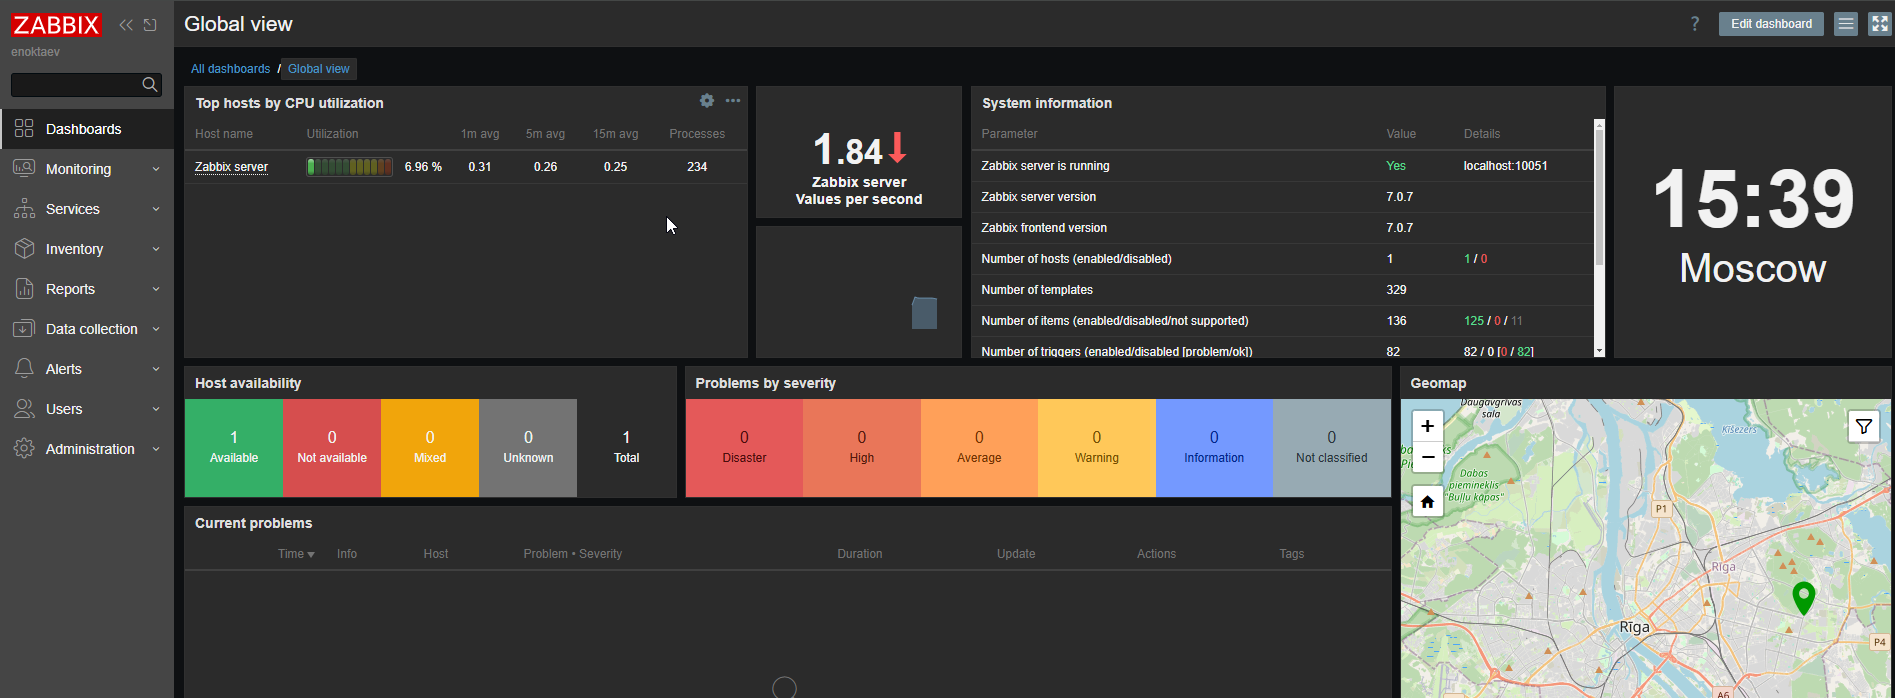 ZABBIX
enoktaev
Dashboards
Monitoring
Services
Inventory
Reports
Data collection
Alerts
Users
Administration
Global view
?
Edit dashboard
All dashboards / Global view
Top hosts by CPU utilization
Host name Utilization 1m avg 5m avg 15m avg Processes
Zabbix server 6.96 % 0.31 0.26 0.25 234
1.84
Zabbix server
Values per second
System information
Parameter Value Details
Zabbix server is running Yes localhost:10051
Zabbix server version 7.0.7
Zabbix frontend version 7.0.7
Number of hosts (enabled/disabled) 1 1 / 0
Number of templates 329
Number of items (enabled/disabled/not supported) 136 125 / 0 / 11
Number of triggers (enabled/disabled [problem/ok]) 82 82 / 0 [0 / 82]
15:39
Moscow
Host availability
1 0 0 0 1
Available Not available Mixed Unknown Total
Problems by severity
0 0 0 0 0 0
Disaster High Average Warning Information Not classified
Current problems
Time Info Host Problem • Severity Duration Update Actions Tags
Geomap
+
−
Daugavgrīvas
sala
Ķīšezers
Dabas
piemineklis
"Buļļu kāpas"
P1
Rīga
Rīga
P4
A6